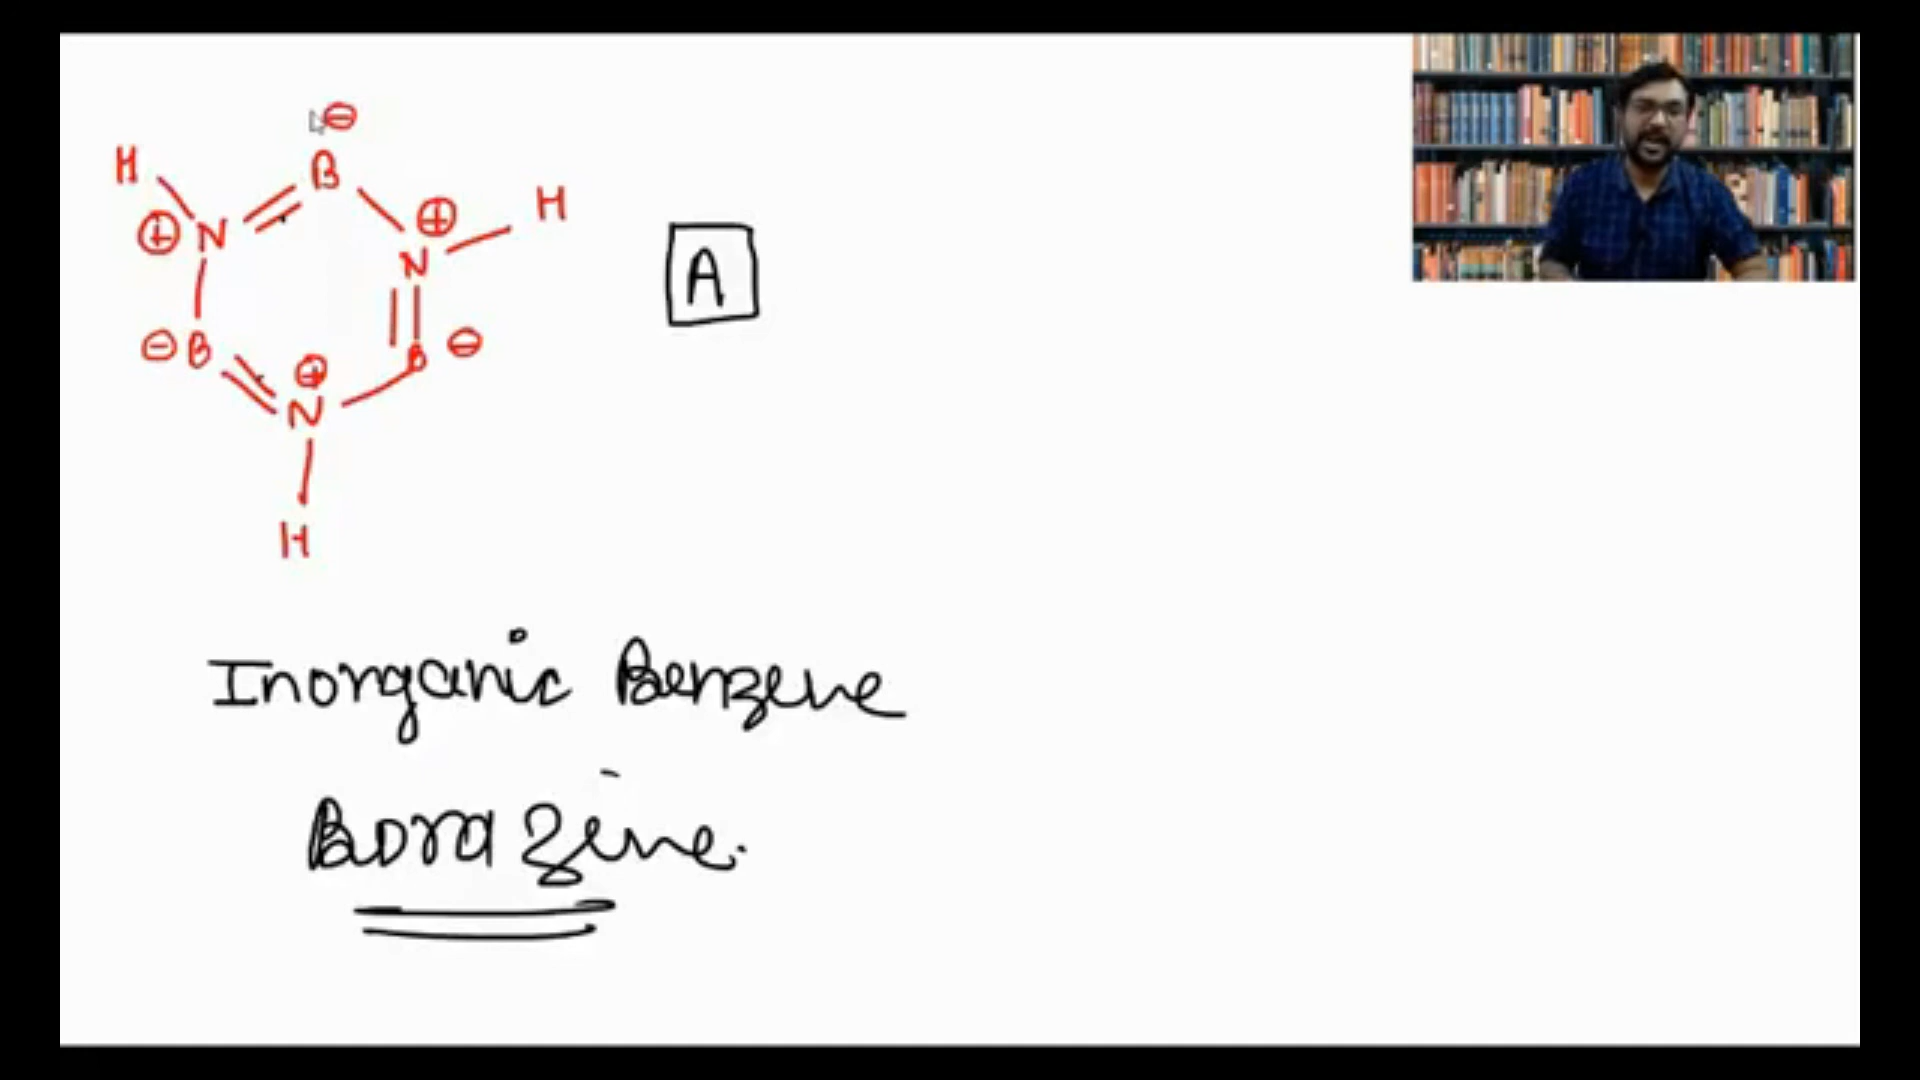 ⊖
H B
⊕ N ⊕ H
N
A
⊖ B B ⊖
⊕
N
H
Inorganic Benzene
Borazine.